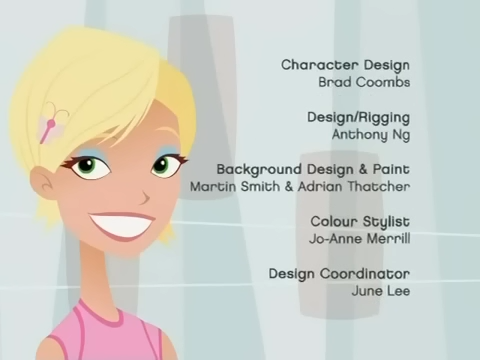 Character Design
Brad Coombs
Design/Rigging
Anthony Ng
Background Design & Paint
Martin Smith & Adrian Thatcher
Colour Stylist
Jo-Anne Merrill
Design Coordinator
June Lee